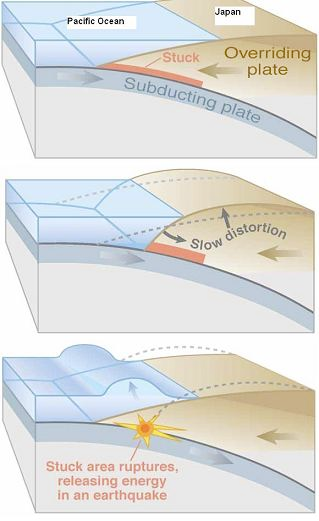 Pacific Ocean
Japan
Stuck
Overriding
plate
Subducting plate
Slow distortion
Stuck area ruptures,
releasing energy
in an earthquake